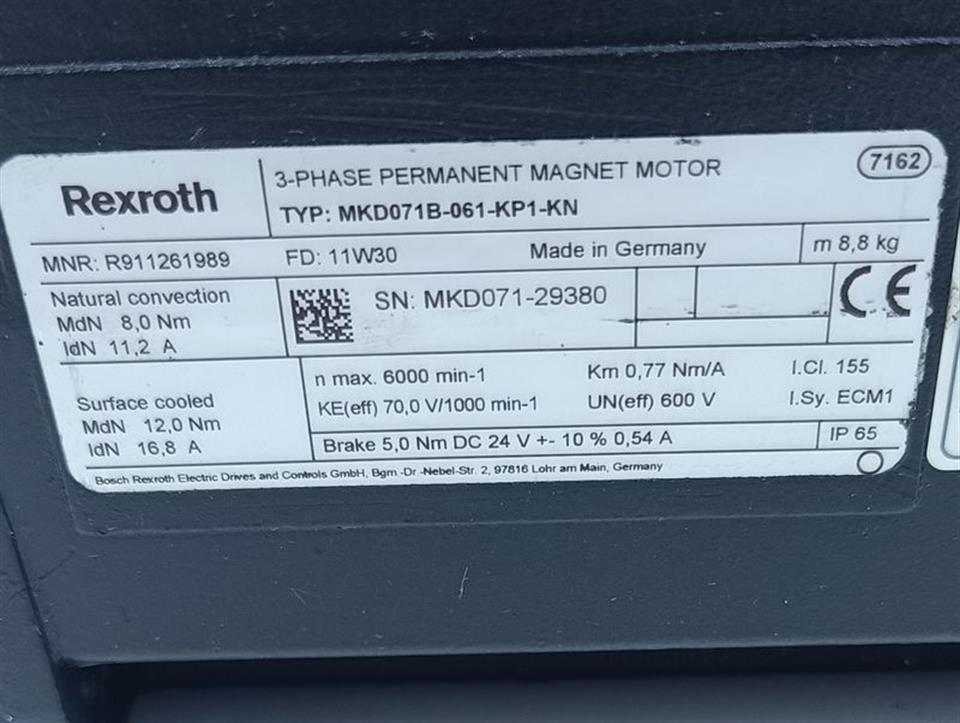 Rexroth
3-PHASE PERMANENT MAGNET MOTOR
7162
TYP: MKD071B-061-KP1-KN
MNR: R911261989
FD: 11W30
Made in Germany
m 8,8 kg
Natural convection
MdN 8,0 Nm
IdN 11,2 A
SN: MKD071-29380
CE
Surface cooled
MdN 12,0 Nm
IdN 16,8 A
n max. 6000 min-1
Km 0,77 Nm/A
I.Cl. 155
KE(eff) 70,0 V/1000 min-1
UN(eff) 600 V
I.Sy. ECM1
Brake 5,0 Nm DC 24 V +- 10 % 0,54 A
IP 65
Bosch Rexroth Electric Drives and Controls GmbH, Bgm.-Dr.-Nebel-Str. 2, 97816 Lohr am Main, Germany